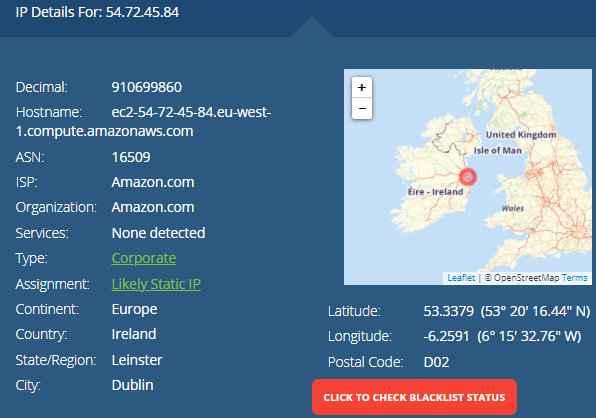 IP Details For: 54.72.45.84
Decimal: 910699860
Hostname: ec2-54-72-45-84.eu-west-
1.compute.amazonaws.com
ASN: 16509
ISP: Amazon.com
Organization: Amazon.com
Services: None detected
Type: Corporate
Assignment: Likely Static IP
Continent: Europe
Country: Ireland
State/Region: Leinster
City: Dublin
+
−
United Kingdom
Isle of Man
Éire - Ireland
Wales
Leaflet | © OpenStreetMap Terms
Latitude: 53.3379 (53° 20' 16.44" N)
Longitude: -6.2591 (6° 15' 32.76" W)
Postal Code: D02
CLICK TO CHECK BLACKLIST STATUS